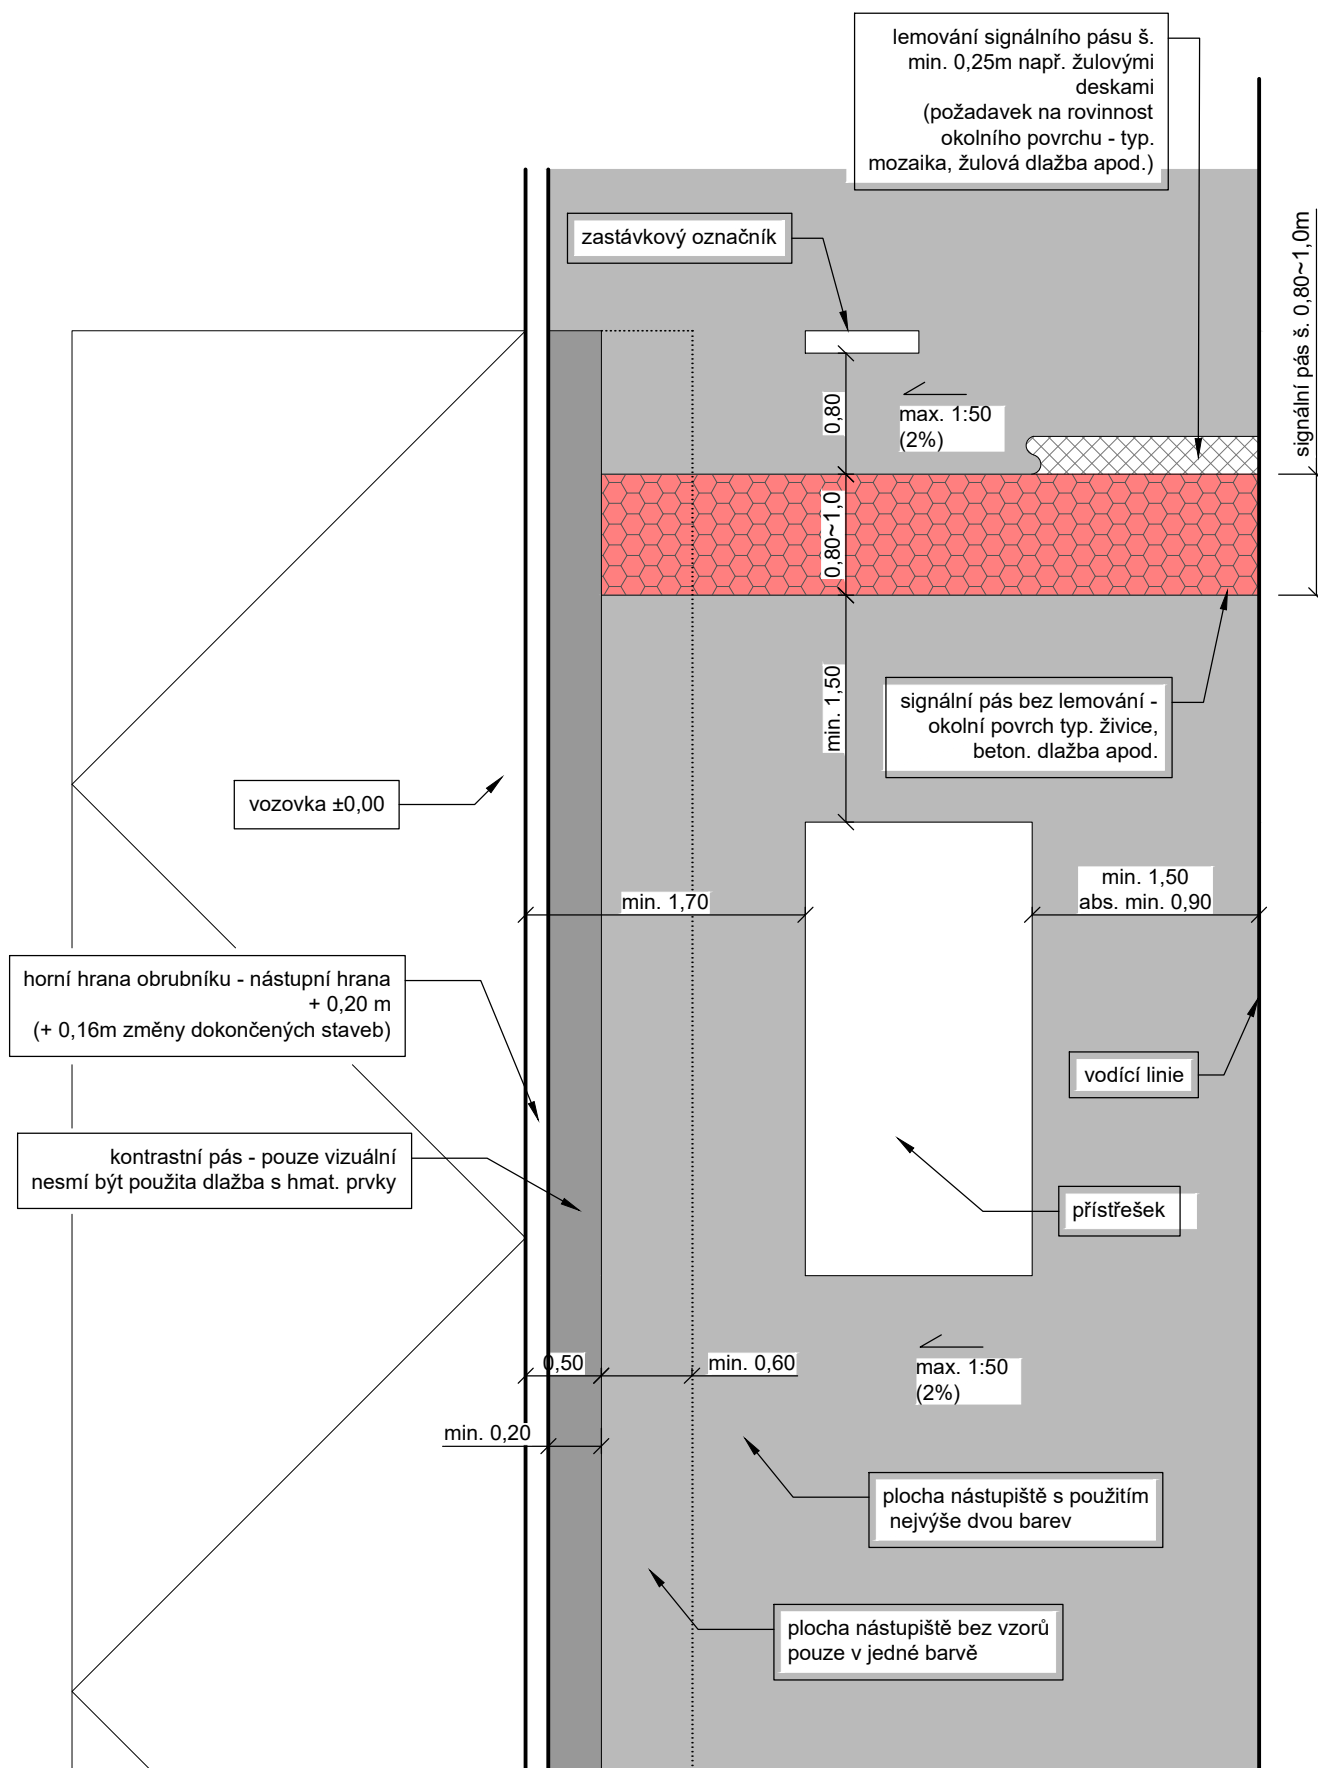 lemování signálního pásu š.
min. 0,25m např. žulovými
deskami
(požadavek na rovinnost
okolního povrchu - typ.
mozaika, žulová dlažba apod.)
zastávkový označník
signální pás š. 0,80~1,0m
0,80
max. 1:50
(2%)
0,80~1,0
min. 1,50
signální pás bez lemování -
okolní povrch typ. živice,
beton. dlažba apod.
vozovka ±0,00
min. 1,70
min. 1,50
abs. min. 0,90
horní hrana obrubníku - nástupní hrana
+ 0,20 m
(+ 0,16m změny dokončených staveb)
vodící linie
kontrastní pás - pouze vizuální
nesmí být použita dlažba s hmat. prvky
přístřešek
0,50
min. 0,60
max. 1:50
(2%)
min. 0,20
plocha nástupiště s použitím
nejvýše dvou barev
plocha nástupiště bez vzorů
pouze v jedné barvě